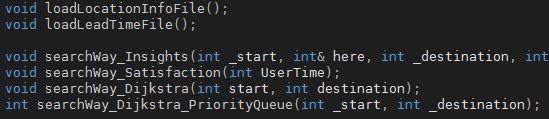 void loadLocationInfoFile();
void loadLeadTimeFile();
void searchWay_Insights(int _start, int& here, int _destination, int
void searchWay_Satisfaction(int UserTime);
void searchWay_Dijkstra(int start, int destination);
int searchWay_Dijkstra_PriorityQueue(int _start, int _destination);